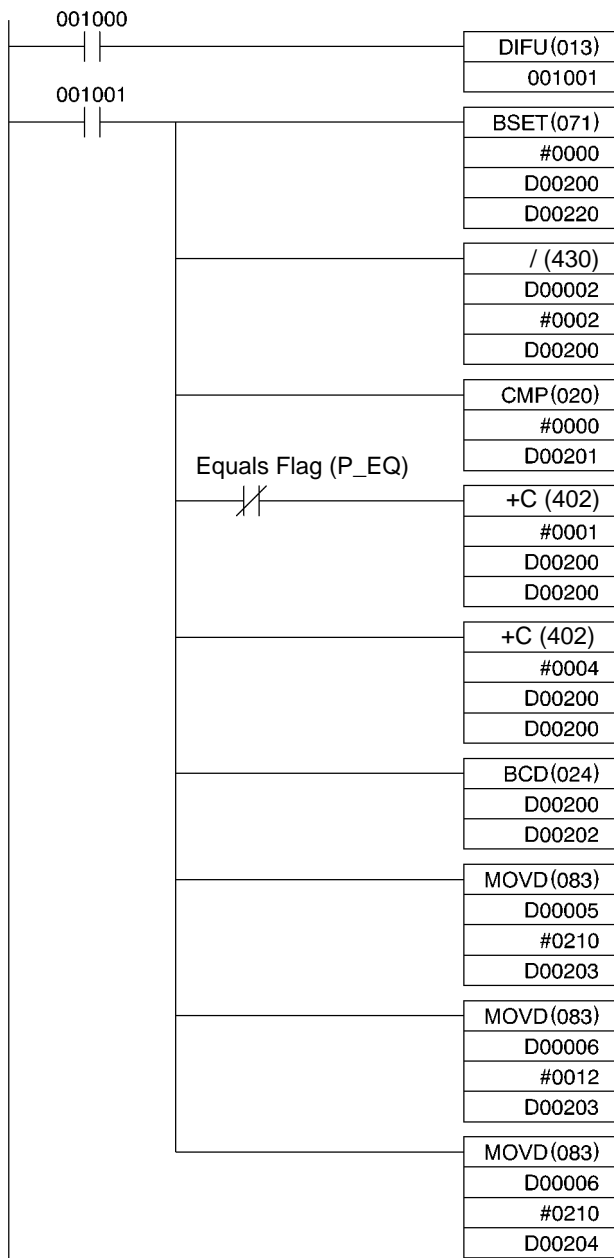 001000
DIFU(013)
001001
001001
BSET(071)
#0000
D00200
D00220
/ (430)
D00002
#0002
D00200
CMP(020)
#0000
D00201
Equals Flag (P_EQ)
+C (402)
#0001
D00200
D00200
+C (402)
#0004
D00200
D00200
BCD(024)
D00200
D00202
MOVD(083)
D00005
#0210
D00203
MOVD(083)
D00006
#0012
D00203
MOVD(083)
D00006
#0210
D00204